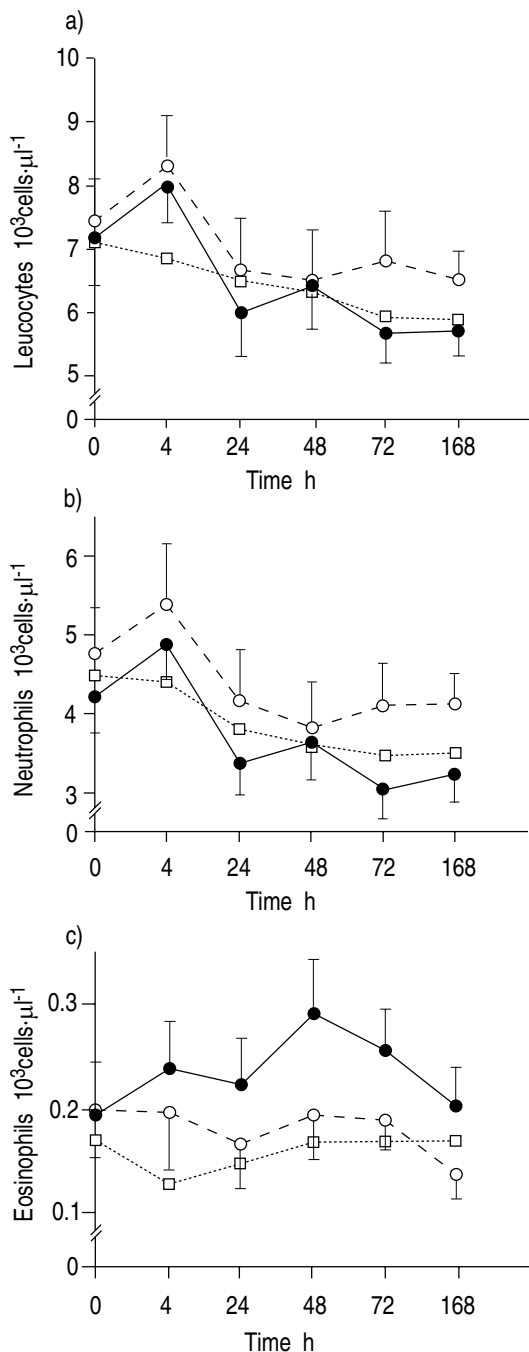 a)
10
9
8
7
6
5
0
Leucocytes 10³cells·µl⁻¹
0 4 24 48 72 168
Time h
b)
6
5
4
3
0
Neutrophils 10³cells·µl⁻¹
0 4 24 48 72 168
Time h
c)
0.3
0.2
0.1
0
Eosinophils 10³cells·µl⁻¹
0 4 24 48 72 168
Time h